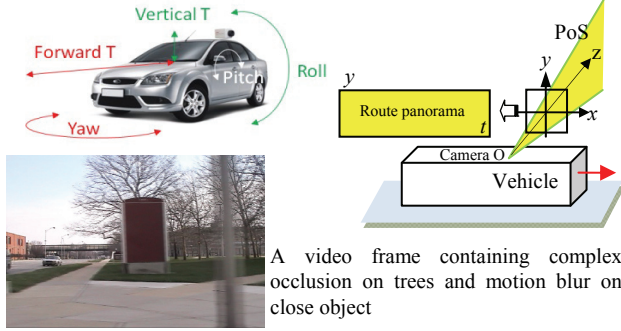 Vertical T
Forward T
Pitch
Roll
Yaw
PoS
y
z
y
Route panorama
t
x
Camera O
Vehicle
A video frame containing complex
occlusion on trees and motion blur on
close object